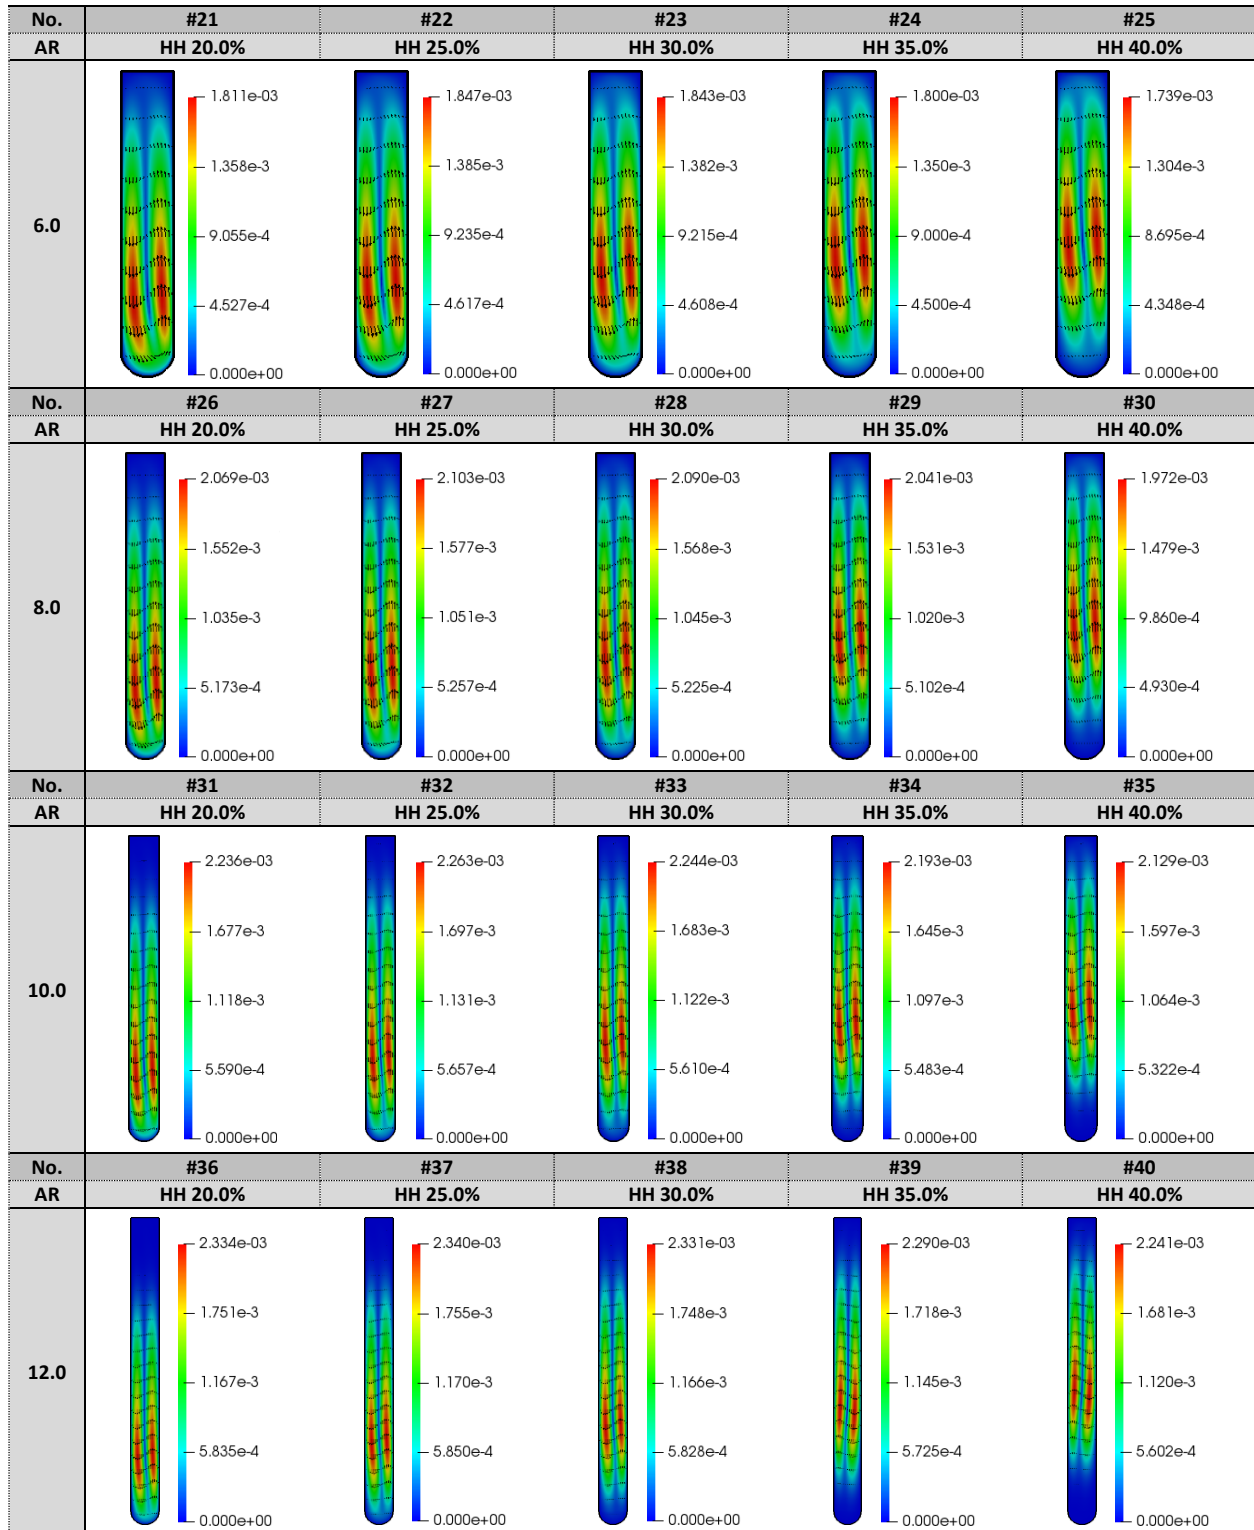 No. #21 #22 #23 #24 #25
AR HH 20.0% HH 25.0% HH 30.0% HH 35.0% HH 40.0%
6.0
1.811e-03 1.847e-03 1.843e-03 1.800e-03 1.739e-03
1.358e-3 1.385e-3 1.382e-3 1.350e-3 1.304e-3
9.055e-4 9.235e-4 9.215e-4 9.000e-4 8.695e-4
4.527e-4 4.617e-4 4.608e-4 4.500e-4 4.348e-4
0.000e+00 0.000e+00 0.000e+00 0.000e+00 0.000e+00
No. #26 #27 #28 #29 #30
AR HH 20.0% HH 25.0% HH 30.0% HH 35.0% HH 40.0%
8.0
2.069e-03 2.103e-03 2.090e-03 2.041e-03 1.972e-03
1.552e-3 1.577e-3 1.568e-3 1.531e-3 1.479e-3
1.035e-3 1.051e-3 1.045e-3 1.020e-3 9.860e-4
5.173e-4 5.257e-4 5.225e-4 5.102e-4 4.930e-4
0.000e+00 0.000e+00 0.000e+00 0.000e+00 0.000e+00
No. #31 #32 #33 #34 #35
AR HH 20.0% HH 25.0% HH 30.0% HH 35.0% HH 40.0%
10.0
2.236e-03 2.263e-03 2.244e-03 2.193e-03 2.129e-03
1.677e-3 1.697e-3 1.683e-3 1.645e-3 1.597e-3
1.118e-3 1.131e-3 1.122e-3 1.097e-3 1.064e-3
5.590e-4 5.657e-4 5.610e-4 5.483e-4 5.322e-4
0.000e+00 0.000e+00 0.000e+00 0.000e+00 0.000e+00
No. #36 #37 #38 #39 #40
AR HH 20.0% HH 25.0% HH 30.0% HH 35.0% HH 40.0%
12.0
2.334e-03 2.340e-03 2.331e-03 2.290e-03 2.241e-03
1.751e-3 1.755e-3 1.748e-3 1.718e-3 1.681e-3
1.167e-3 1.170e-3 1.166e-3 1.145e-3 1.120e-3
5.835e-4 5.850e-4 5.828e-4 5.725e-4 5.602e-4
0.000e+00 0.000e+00 0.000e+00 0.000e+00 0.000e+00